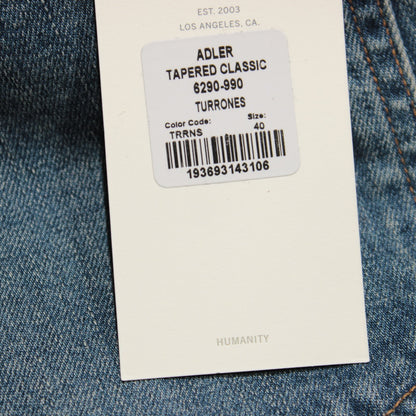 EST. 2003
LOS ANGELES, CA.
ADLER
TAPERED CLASSIC
6290-990
TURRONES
Color Code: Size:
TRRNS 40
193693143106
HUMANITY